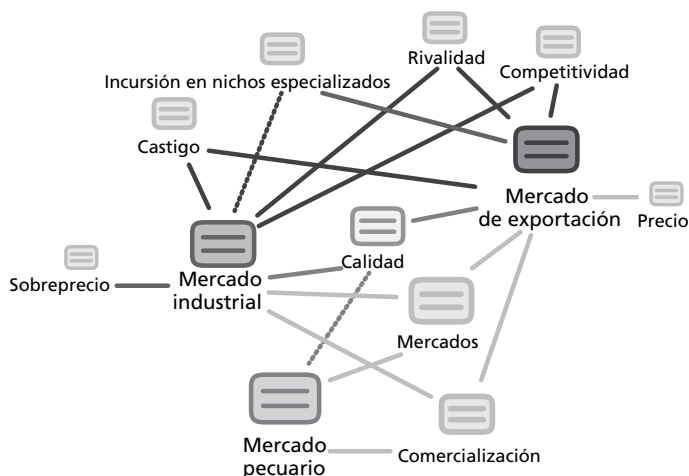 Rivalidad
Competitividad
Incursión en nichos especializados
Castigo
Mercado
de exportación
Precio
Calidad
Mercado
industrial
Sobreprecio
Mercados
Mercado
pecuario
Comercialización